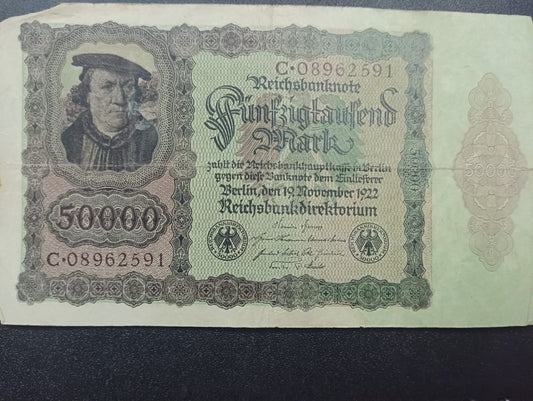 C·08962591
Reichsbanknote
Fünfzigtausend
Mark
zahlt die Reichsbankhauptkasse in Berlin
gegen diese Banknote dem Einlieferer
Berlin, den 19. November 1922
Reichsbankdirektorium
50000
C·08962591
50000
50000